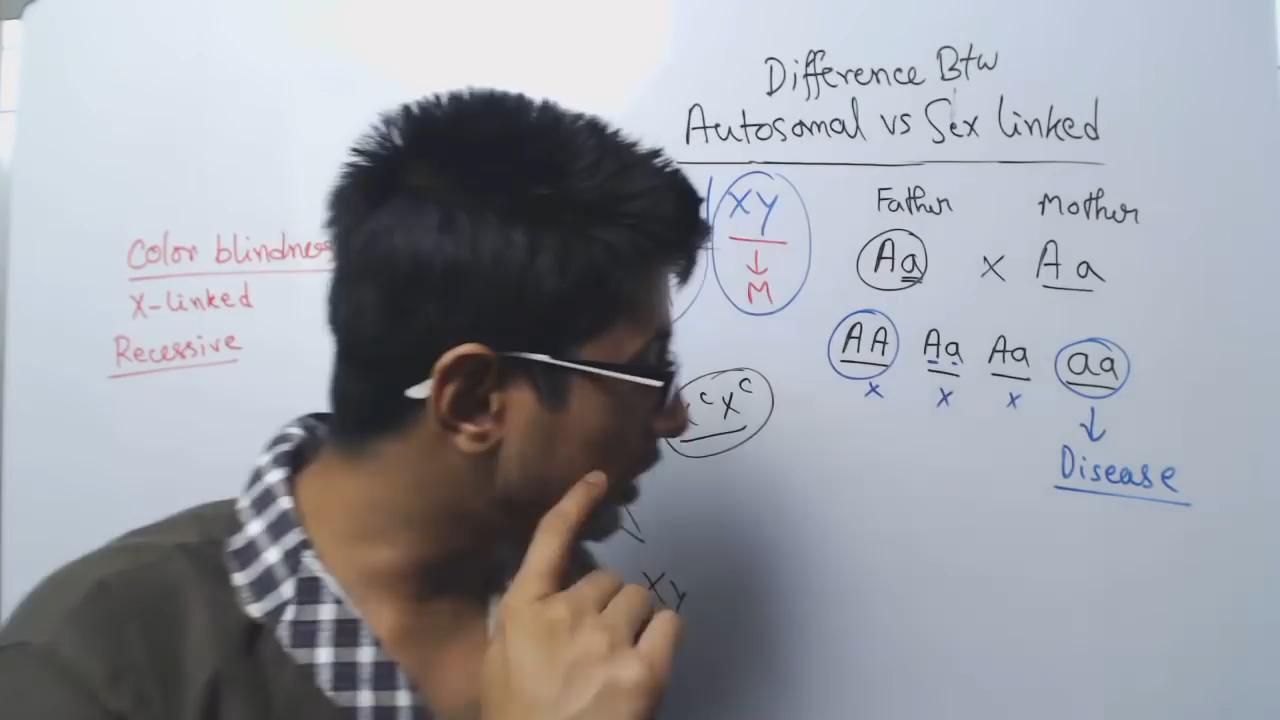 Difference Btw
Autosomal vs Sex linked
Color blindness
X-linked
Recessive
XY
M
Father Mother
Aa x Aa
AA Aa Aa aa
x x x
Disease
c X c
XY